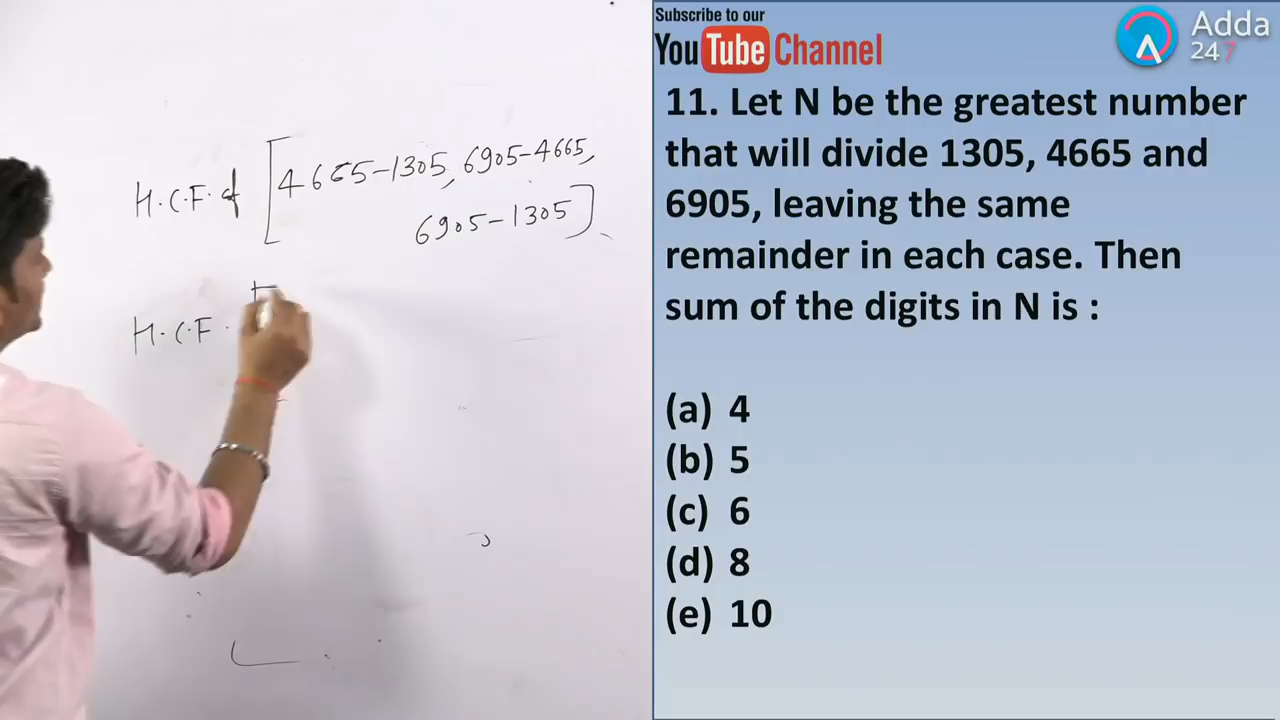 H.C.F. of [4665-1305, 6905-4665,
6905-1305]
H.C.F.
Subscribe to our
YouTube Channel
Adda
247
11. Let N be the greatest number
that will divide 1305, 4665 and
6905, leaving the same
remainder in each case. Then
sum of the digits in N is :
(a) 4
(b) 5
(c) 6
(d) 8
(e) 10